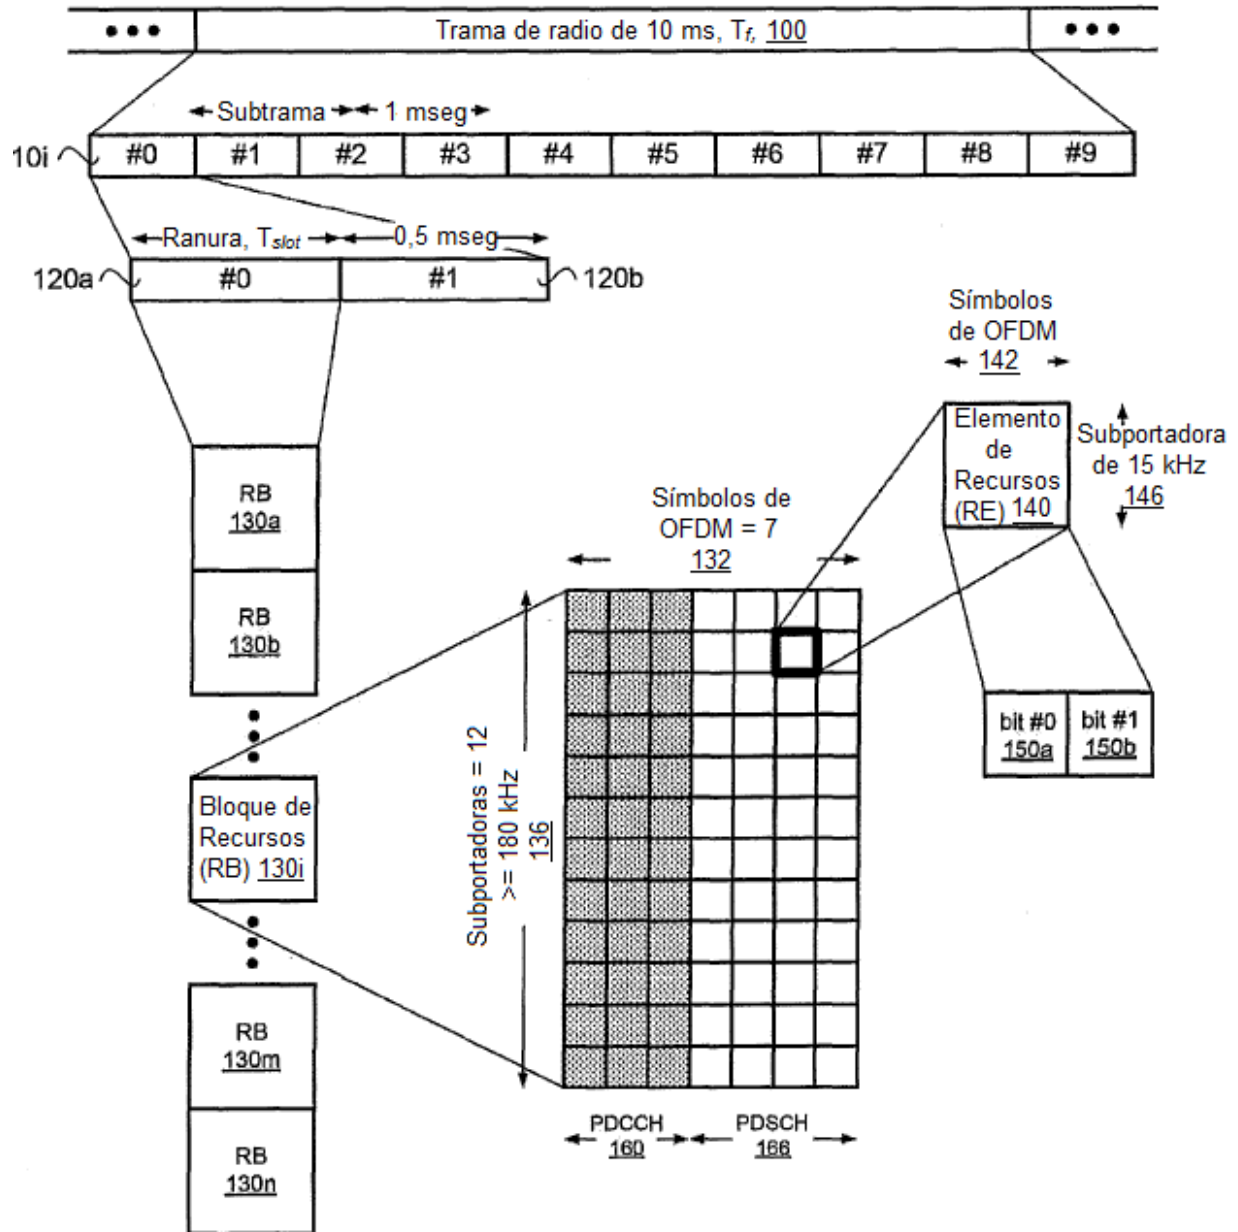 Trama de radio de 10 ms, Tf, 100
Subtrama 1 mseg
10i #0 #1 #2 #3 #4 #5 #6 #7 #8 #9
Ranura, Tslot 0,5 mseg
120a #0 #1 120b
Símbolos
de OFDM
142
Elemento
de
Recursos
(RE) 140
Subportadora
de 15 kHz
146
RB
130a
RB
130b
Símbolos de
OFDM = 7
132
bit #0
150a
bit #1
150b
Subportadoras = 12
>= 180 kHz
136
Bloque de
Recursos
(RB) 130i
RB
130m
RB
130n
PDCCH
160
PDSCH
166